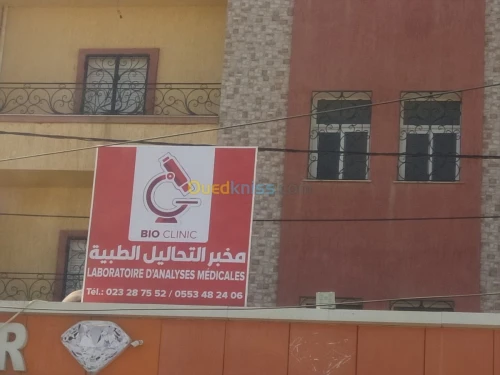 BIO CLINIC
مخبر التحاليل الطبية
LABORATOIRE D'ANALYSES MÉDICALES
Tél.: 023 28 75 52 / 0553 48 24 06
R